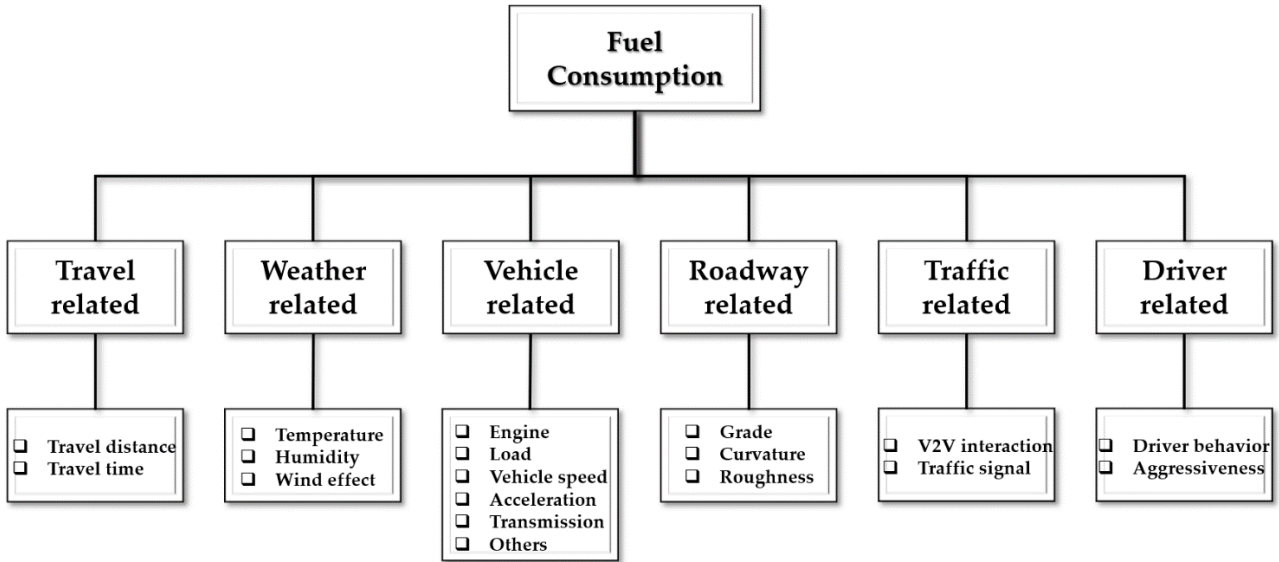 Fuel
Consumption
Travel
related
Weather
related
Vehicle
related
Roadway
related
Traffic
related
Driver
related
❑ Travel distance
❑ Travel time
❑ Temperature
❑ Humidity
❑ Wind effect
❑ Engine
❑ Load
❑ Vehicle speed
❑ Acceleration
❑ Transmission
❑ Others
❑ Grade
❑ Curvature
❑ Roughness
❑ V2V interaction
❑ Traffic signal
❑ Driver behavior
❑ Aggressiveness